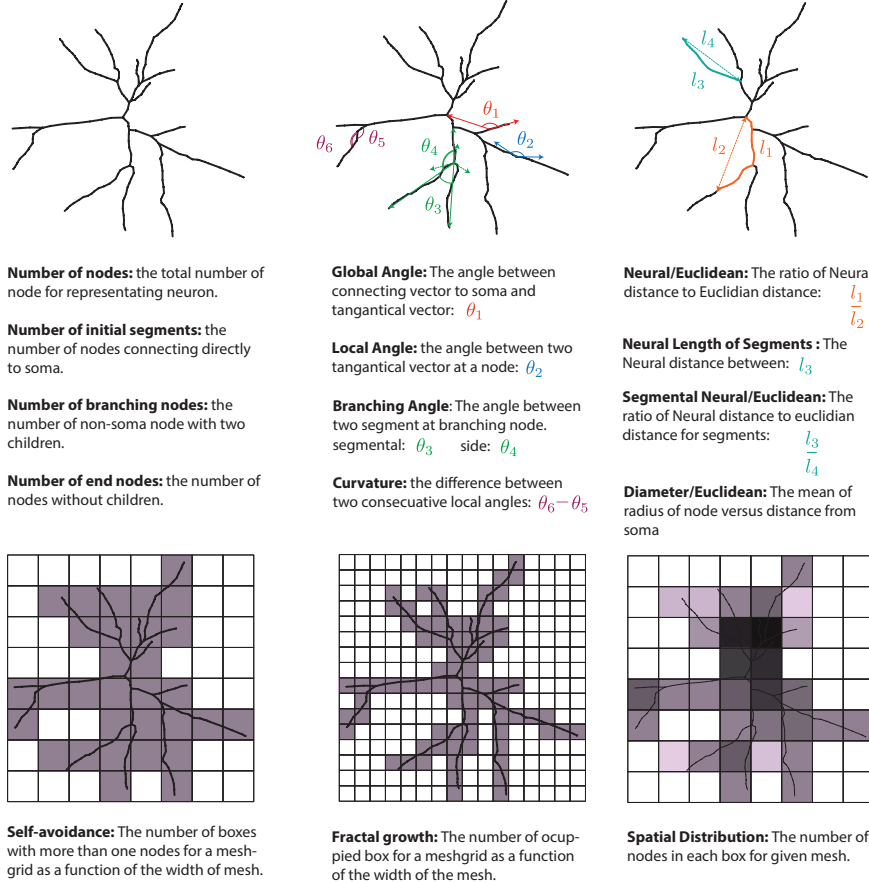 θ₁
θ₂
θ₃
θ₄
θ₅
θ₆
l₄
l₃
l₂
l₁
Number of nodes: the total number of
node for representating neuron.
Number of initial segments: the
number of nodes connecting directly
to soma.
Number of branching nodes: the
number of non-soma node with two
children.
Number of end nodes: the number of
nodes without children.
Global Angle: The angle between
connecting vector to soma and
tangantical vector: θ₁
Local Angle: the angle between two
tangantical vector at a node: θ₂
Branching Angle: The angle between
two segment at branching node.
segmental: θ₃ side: θ₄
Curvature: the difference between
two consecuative local angles: θ₆−θ₅
Neural/Euclidean: The ratio of Neura
distance to Euclidian distance: l₁
l₂
Neural Length of Segments : The
Neural distance between: l₃
Segmental Neural/Euclidean: The
ratio of Neural distance to euclidian
distance for segments: l₃
l₄
Diameter/Euclidean: The mean of
radius of node versus distance from
soma
Self-avoidance: The number of boxes
with more than one nodes for a mesh-
grid as a function of the width of mesh.
Fractal growth: The number of ocup-
pied box for a meshgrid as a function
of the width of the mesh.
Spatial Distribution: The number of
nodes in each box for given mesh.